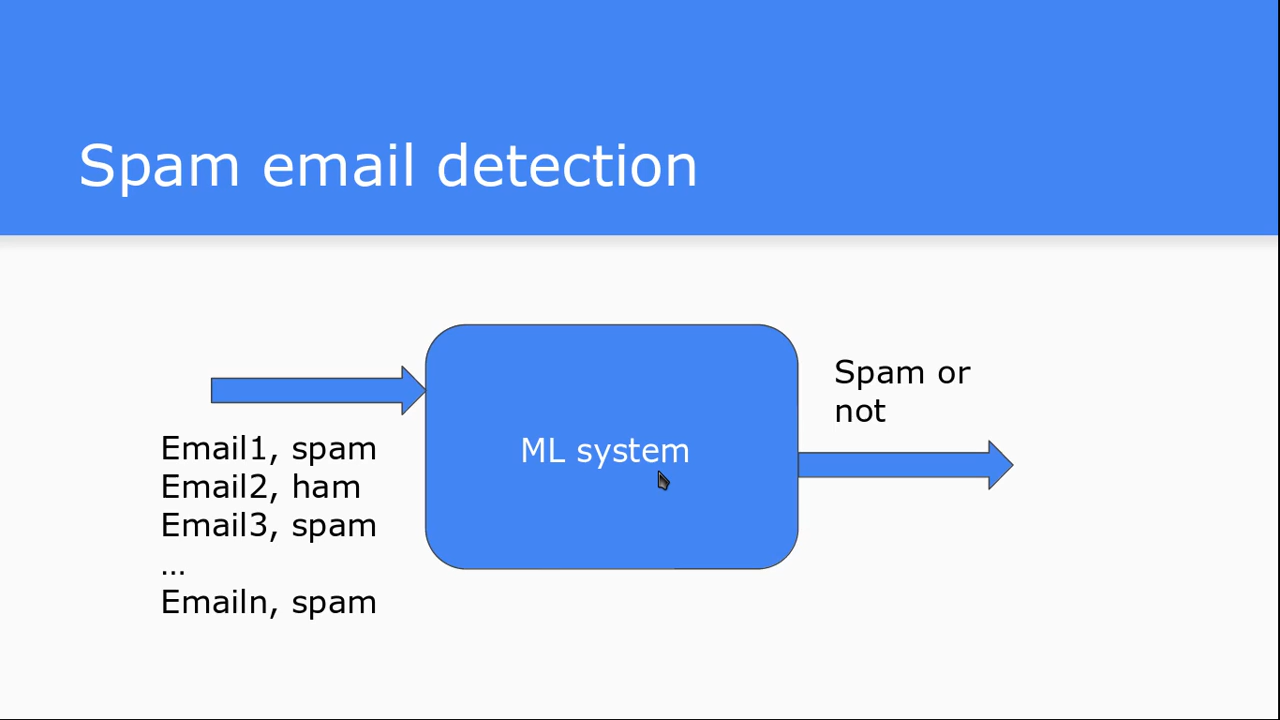 Spam email detection
Email1, spam
Email2, ham
Email3, spam
...
Emailn, spam
ML system
Spam or
not